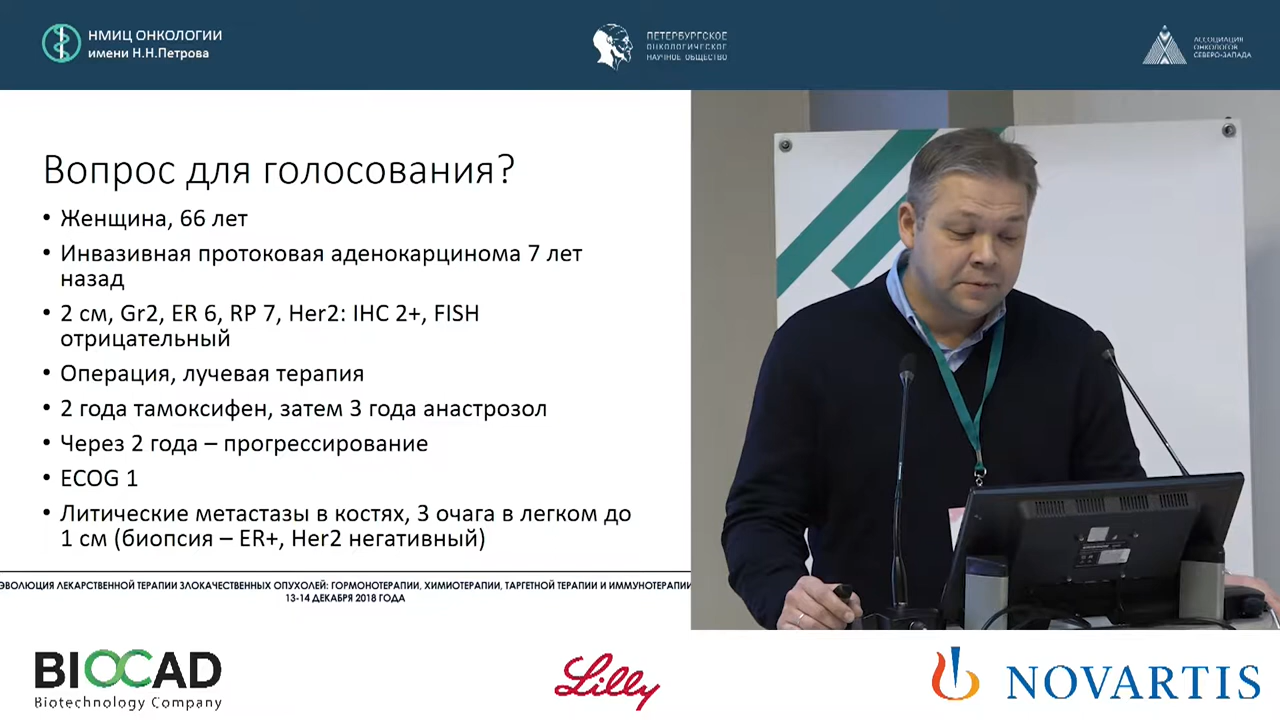 НМИЦ ОНКОЛОГИИ
имени Н.Н.Петрова
ПЕТЕРБУРГСКОЕ
ОНКОЛОГИЧЕСКОЕ
НАУЧНОЕ ОБЩЕСТВО
АССОЦИАЦИЯ
ОНКОЛОГОВ
СЕВЕРО-ЗАПАДА
Вопрос для голосования?
• Женщина, 66 лет
• Инвазивная протоковая аденокарцинома 7 лет
назад
• 2 см, Gr2, ER 6, RP 7, Her2: IHC 2+, FISH
отрицательный
• Операция, лучевая терапия
• 2 года тамоксифен, затем 3 года анастрозол
• Через 2 года – прогрессирование
• ECOG 1
• Литические метастазы в костях, 3 очага в легком до
1 см (биопсия – ER+, Her2 негативный)
ЭВОЛЮЦИЯ ЛЕКАРСТВЕННОЙ ТЕРАПИИ ЗЛОКАЧЕСТВЕННЫХ ОПУХОЛЕЙ: ГОРМОНОТЕРАПИИ, ХИМИОТЕРАПИИ, ТАРГЕТНОЙ ТЕРАПИИ И ИММУНОТЕРАПИИ
13-14 ДЕКАБРЯ 2018 ГОДА
BIOCAD
Biotechnology Company
Lilly
NOVARTIS